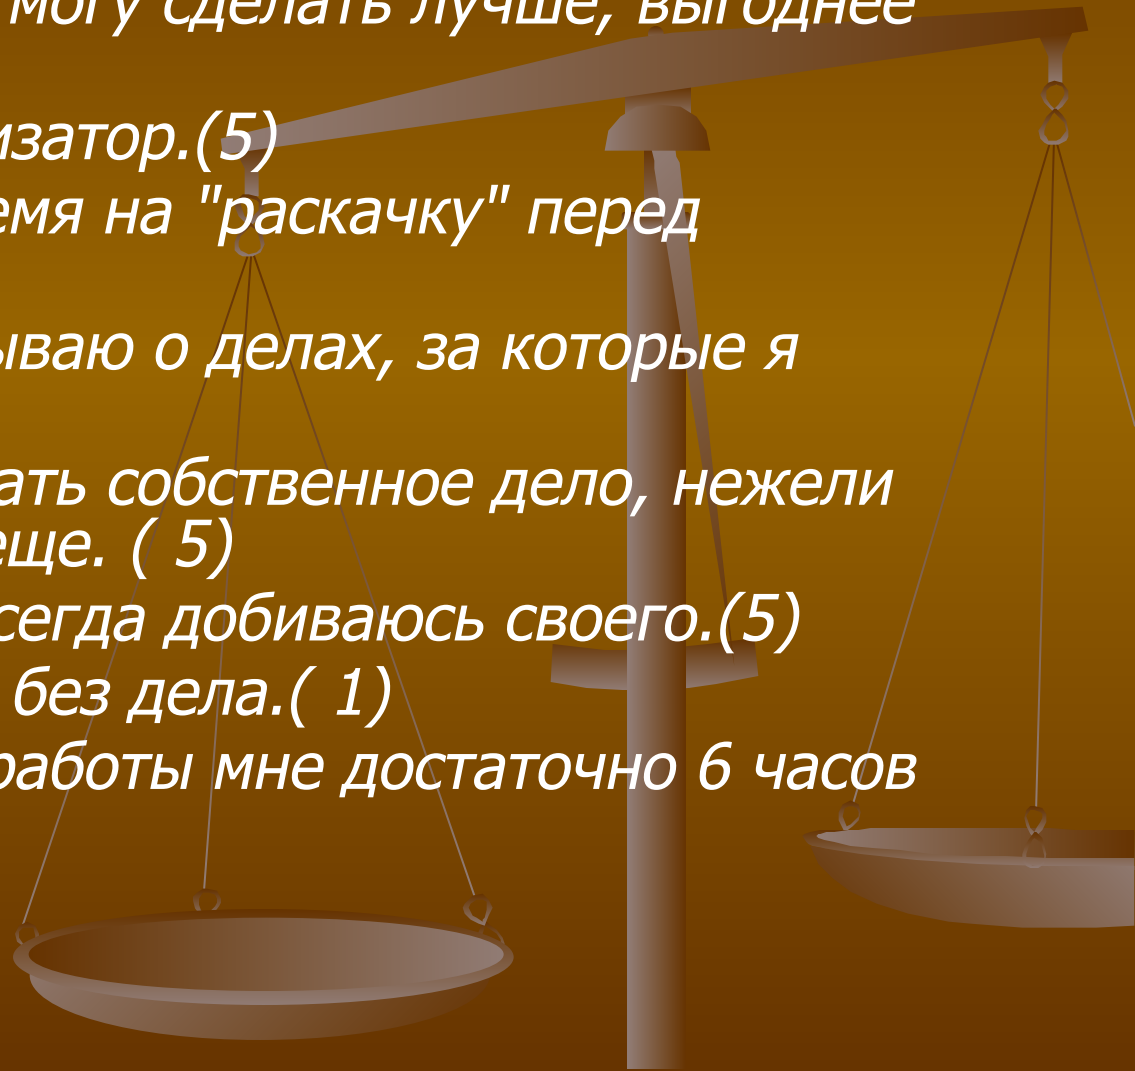 могу сделать лучше, выгоднее
изатор.(5)
емя на "раскачку" перед
ываю о делах, за которые я
ать собственное дело, нежели
еще. ( 5)
сегда добиваюсь своего.(5)
без дела.( 1)
работы мне достаточно 6 часов